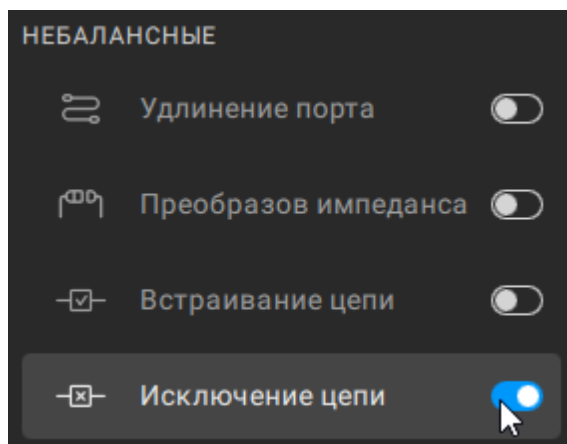 НЕБАЛАНСНЫЕ
Удлинение порта
Преобразов импеданса
Встраивание цепи
Исключение цепи